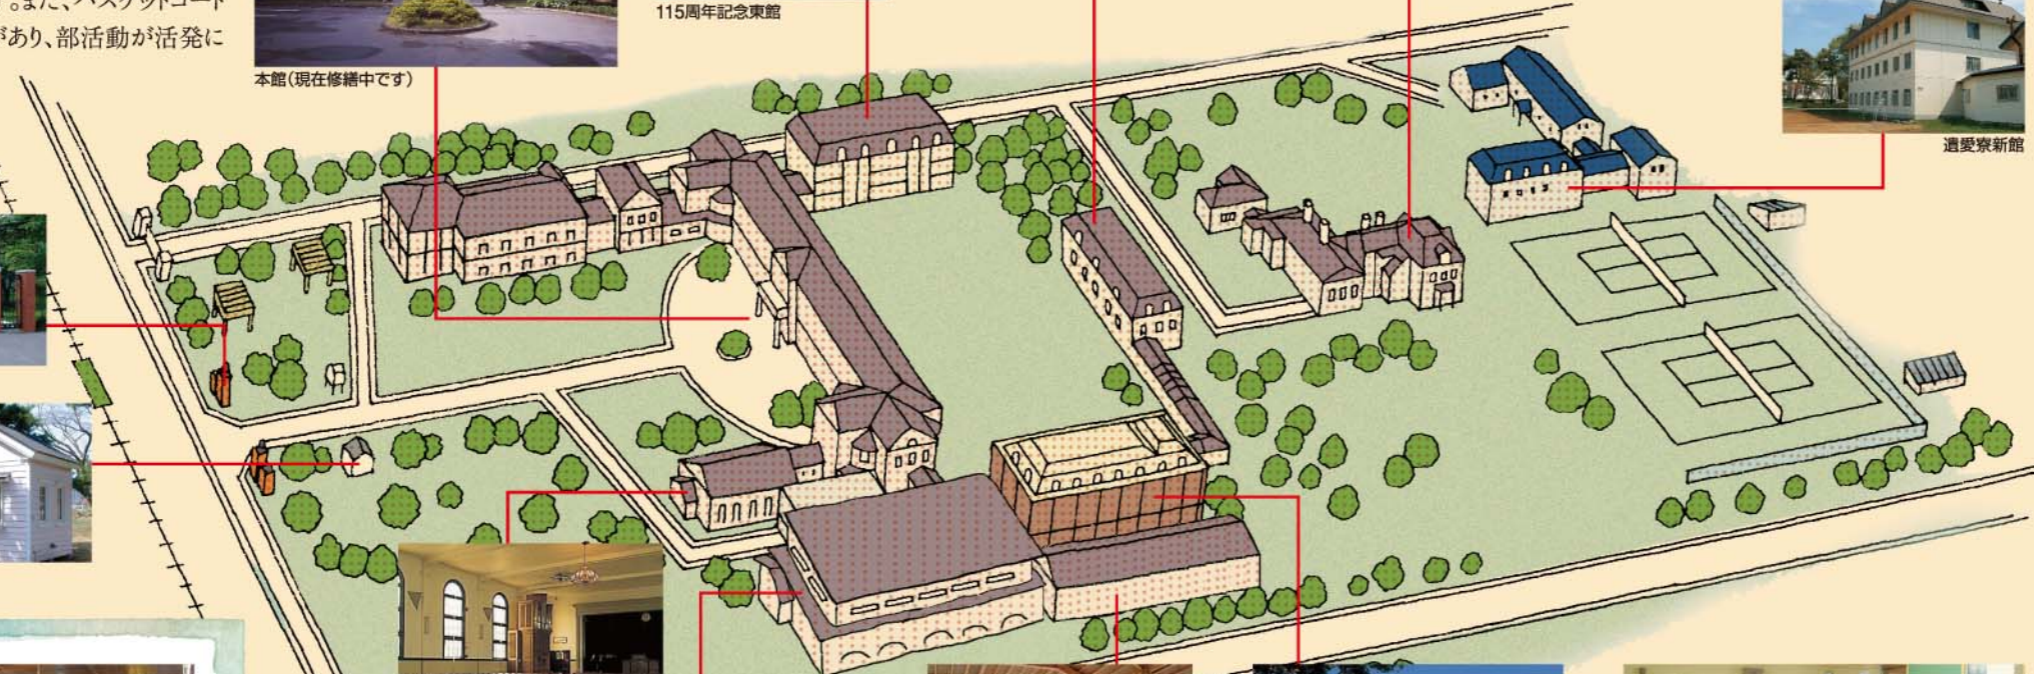 。また、バスケットコート
があり、部活動が活発に
本館(現在修繕中です)
115周年記念東館
遺愛寮新館